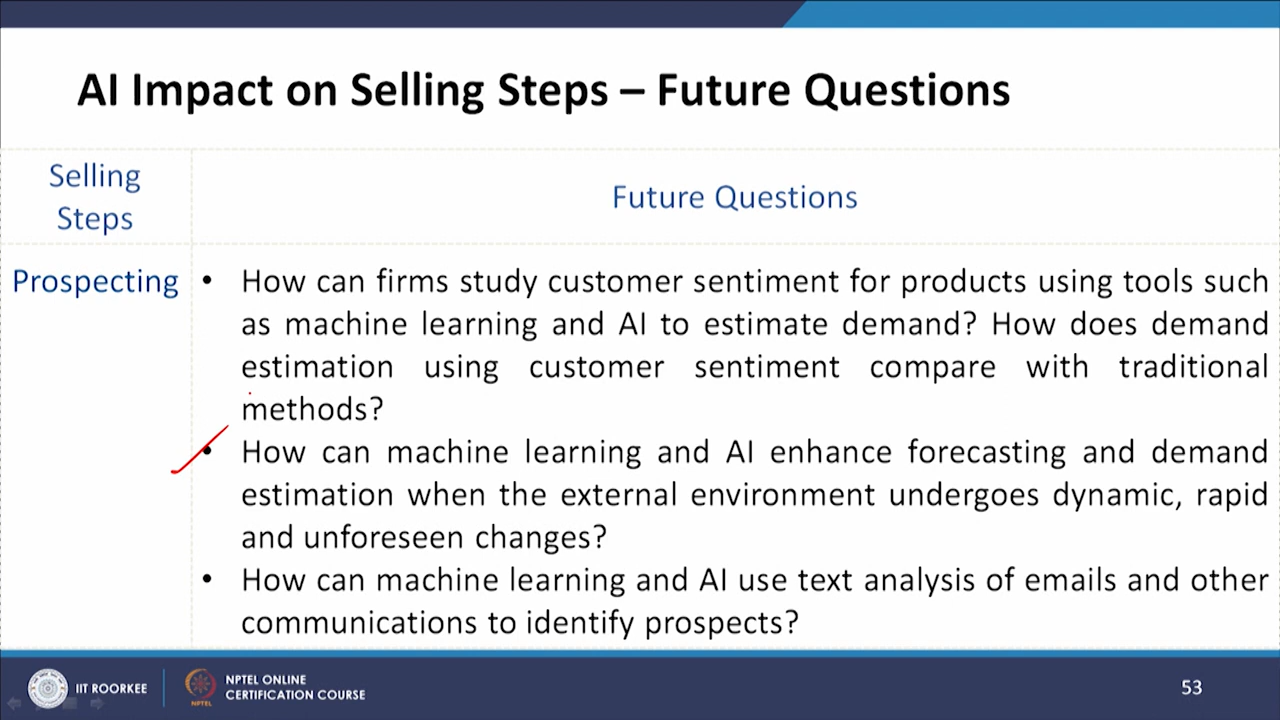 AI Impact on Selling Steps – Future Questions
Selling
Steps
Future Questions
Prospecting
• How can firms study customer sentiment for products using tools such
as machine learning and AI to estimate demand? How does demand
estimation using customer sentiment compare with traditional
methods?
• How can machine learning and AI enhance forecasting and demand
estimation when the external environment undergoes dynamic, rapid
and unforeseen changes?
• How can machine learning and AI use text analysis of emails and other
communications to identify prospects?
IIT ROORKEE
NPTEL
NPTEL ONLINE
CERTIFICATION COURSE
53